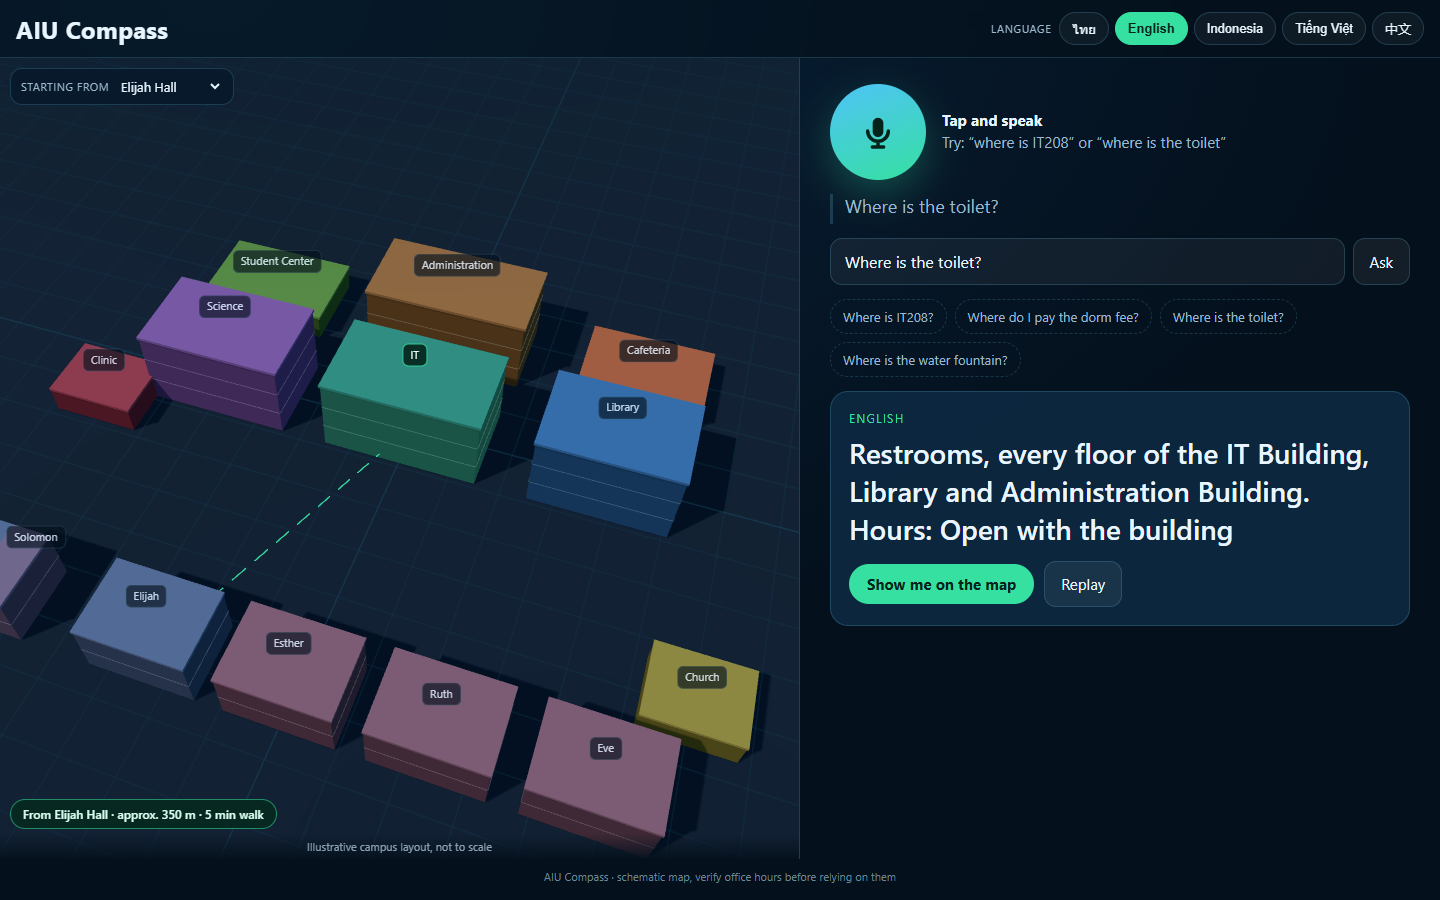 AIU Compass
LANGUAGE ไทย English Indonesia Tiếng Việt 中文
STARTING FROM Elijah Hall
Student Center
Administration
Science
IT
Clinic
Cafeteria
Library
Solomon
Elijah
Esther
Ruth
Church
Eve
From Elijah Hall · approx. 350 m · 5 min walk
Illustrative campus layout, not to scale
Tap and speak
Try: “where is IT208” or “where is the toilet”
Where is the toilet?
Where is the toilet? Ask
Where is IT208? Where do I pay the dorm fee? Where is the toilet?
Where is the water fountain?
ENGLISH
Restrooms, every floor of the IT Building,
Library and Administration Building.
Hours: Open with the building
Show me on the map Replay
AIU Compass · schematic map, verify office hours before relying on them